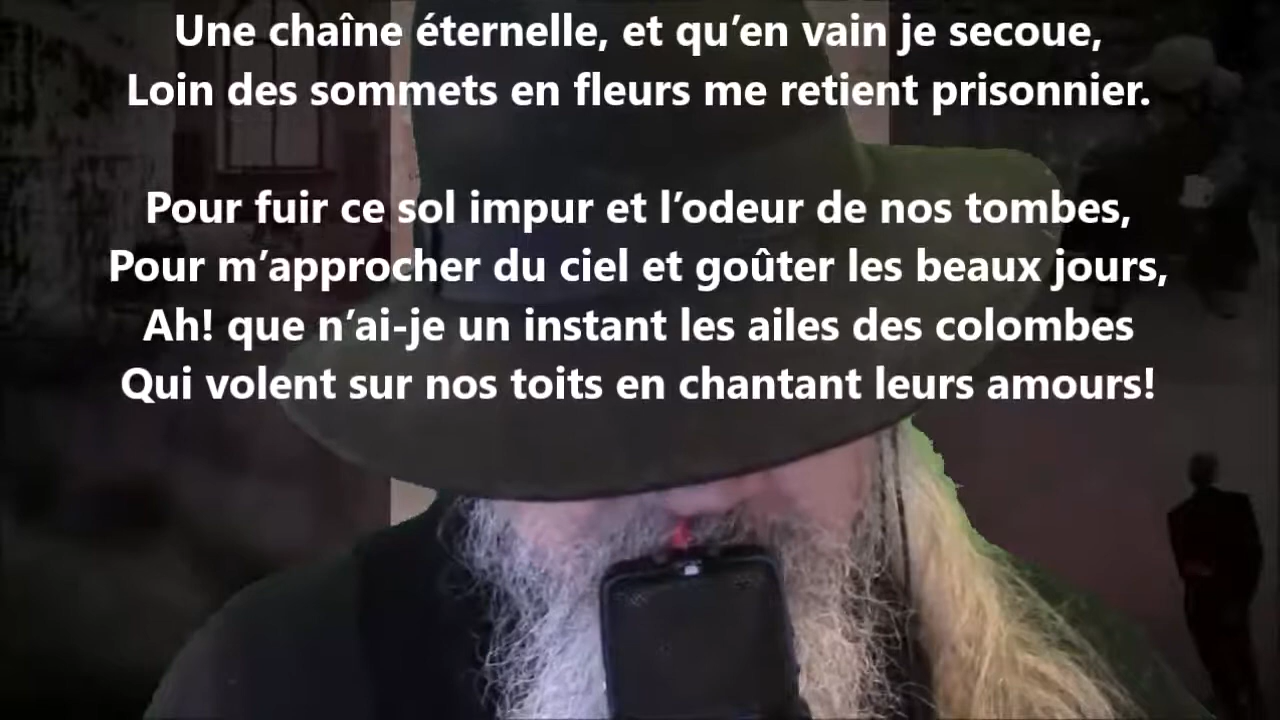 Une chaîne éternelle, et qu’en vain je secoue,
Loin des sommets en fleurs me retient prisonnier.
Pour fuir ce sol impur et l’odeur de nos tombes,
Pour m’approcher du ciel et goûter les beaux jours,
Ah! que n’ai-je un instant les ailes des colombes
Qui volent sur nos toits en chantant leurs amours!